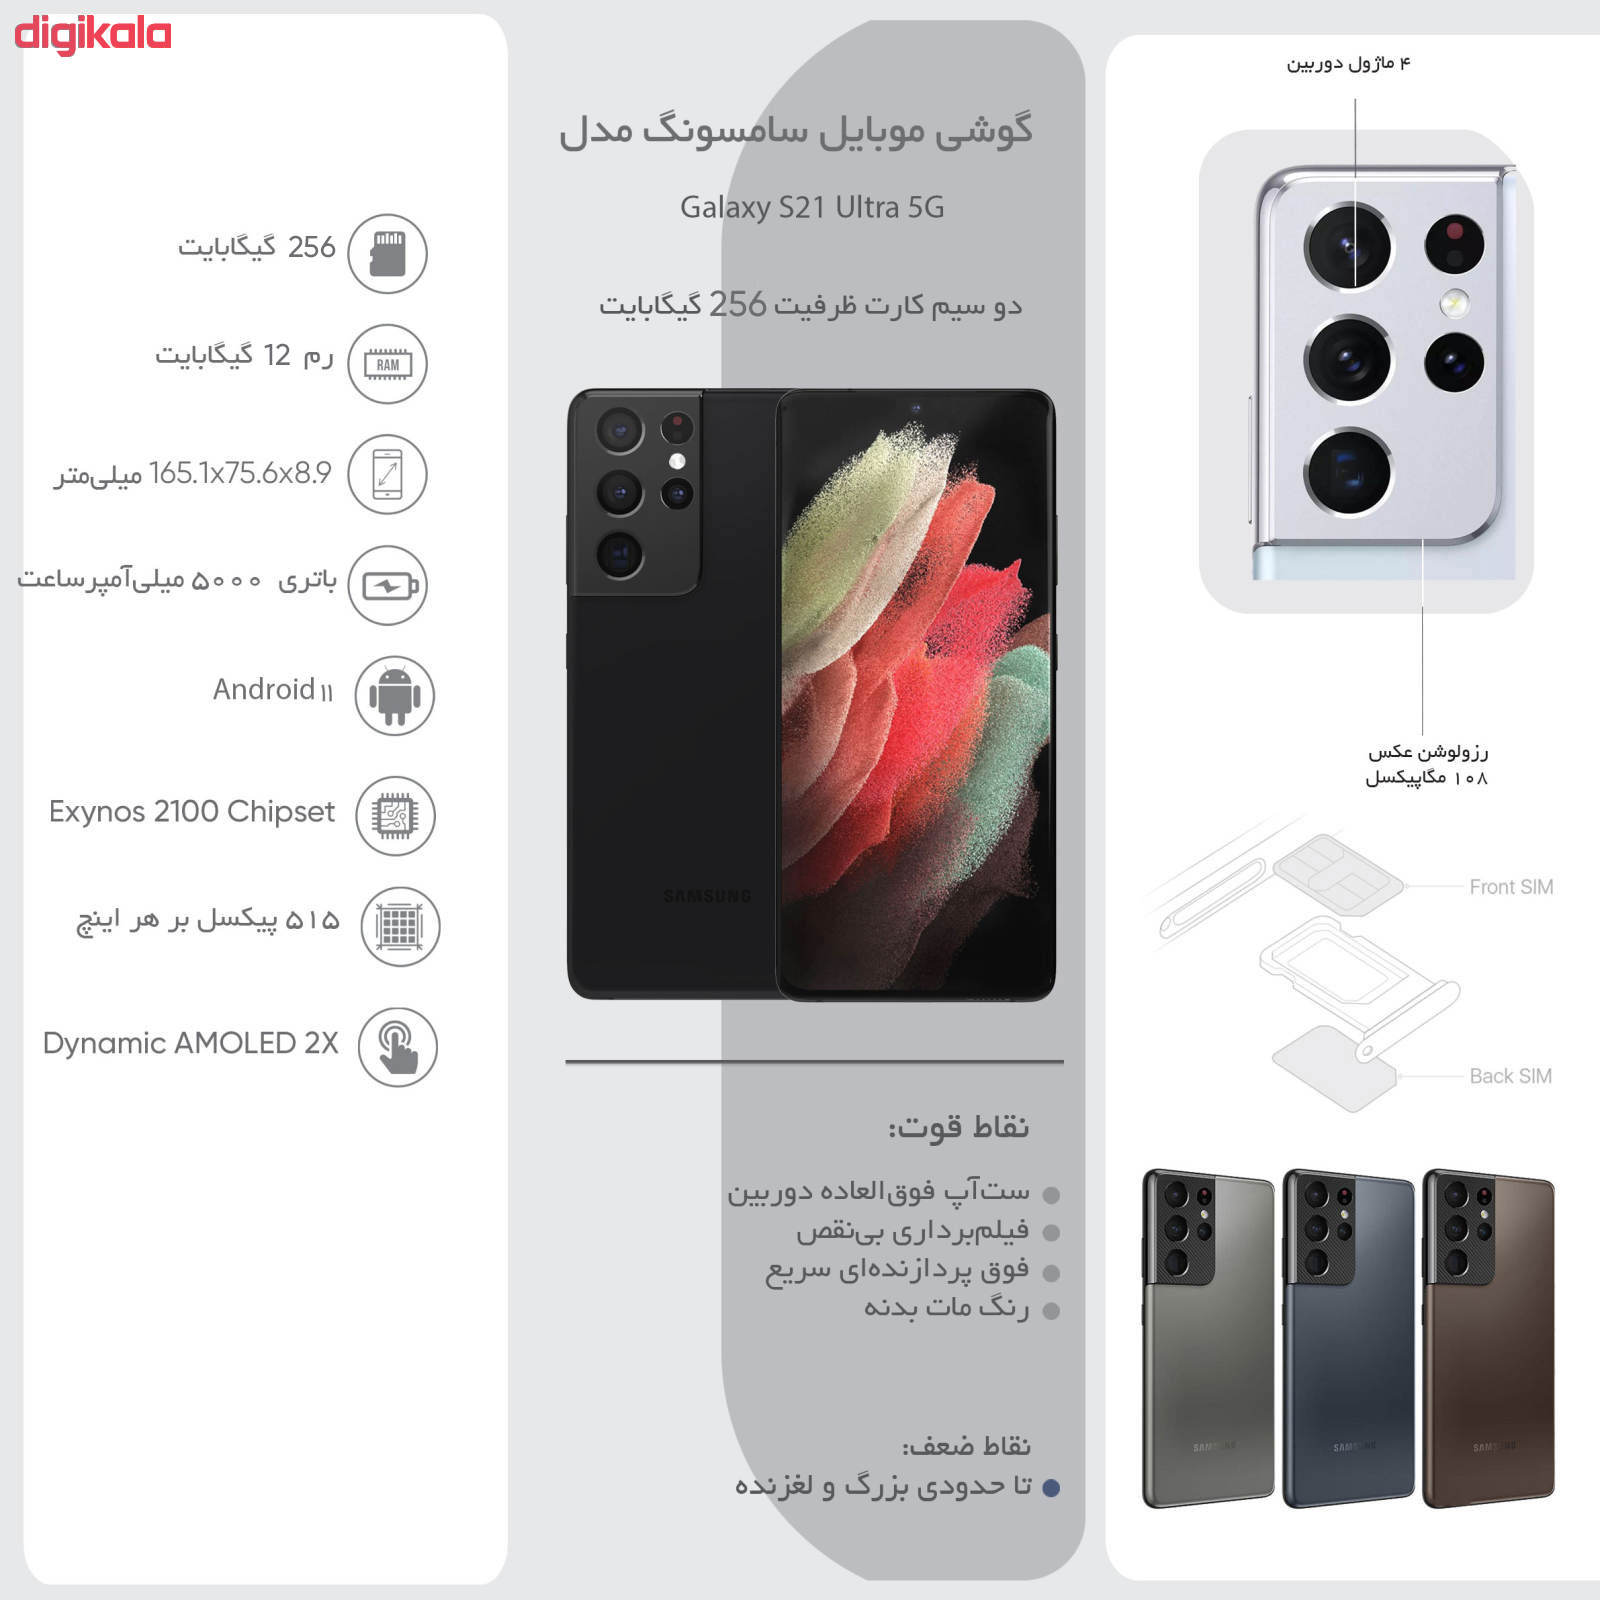 digikala
گوشی موبایل سامسونگ مدل
Galaxy S21 Ultra 5G
دو سیم کارت ظرفیت 256 گیگابایت
SAMSUNG
نقاط قوت:
ست‌آپ فوق‌العاده دوربین
فیلم‌برداری بی‌نقص
فوق پردازنده‌ای سریع
رنگ مات بدنه
نقاط ضعف:
تا حدودی بزرگ و لغزنده
256 گیگابایت
رم 12 گیگابایت
RAM
165.1x75.6x8.9 میلی‌متر
باتری ۵۰۰۰ میلی‌آمپرساعت
Android ۱۱
Exynos 2100 Chipset
۵۱۵ پیکسل بر هر اینچ
Dynamic AMOLED 2X
۴ ماژول دوربین
رزولوشن عکس
۱۰۸ مگاپیکسل
Front SIM
Back SIM
SAMSUNG
SAMSUNG
SAMSUNG